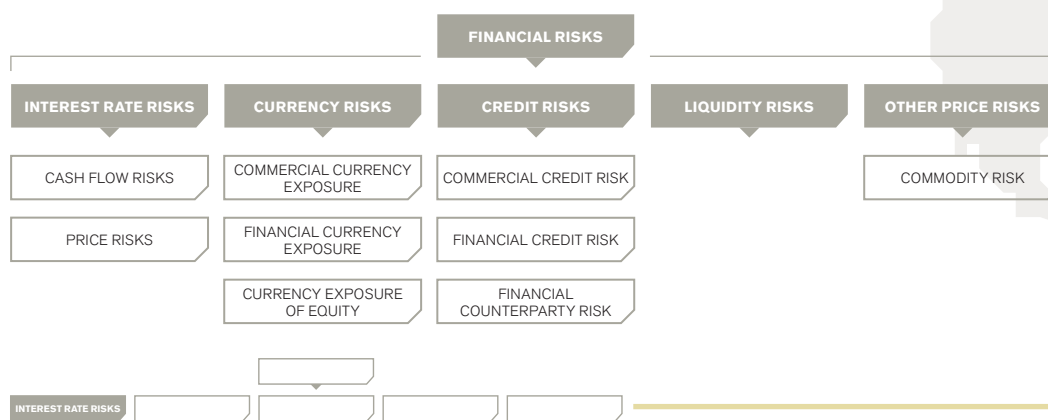 FINANCIAL RISKS
INTEREST RATE RISKS
CURRENCY RISKS
CREDIT RISKS
LIQUIDITY RISKS
OTHER PRICE RISKS
CASH FLOW RISKS
COMMERCIAL CURRENCY
EXPOSURE
COMMERCIAL CREDIT RISK
COMMODITY RISK
PRICE RISKS
FINANCIAL CURRENCY
EXPOSURE
FINANCIAL CREDIT RISK
CURRENCY EXPOSURE
OF EQUITY
FINANCIAL
COUNTERPARTY RISK
INTEREST RATE RISKS